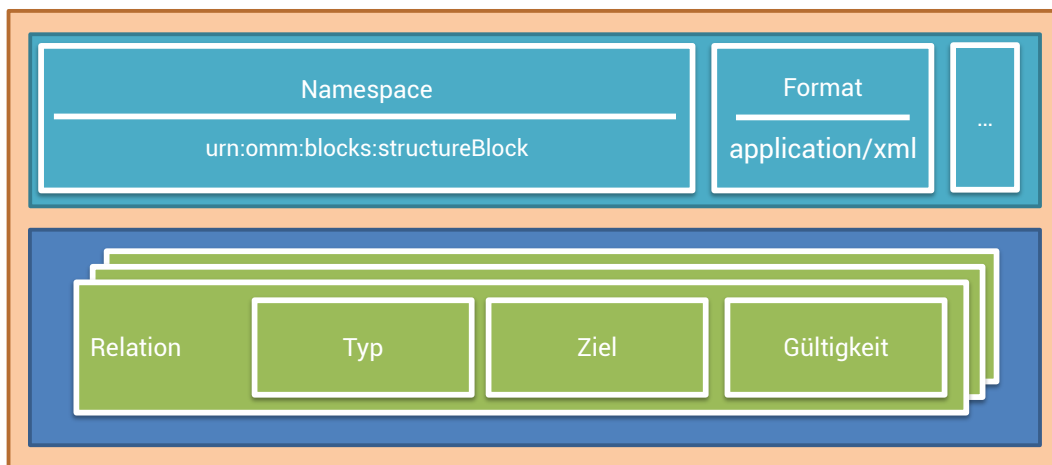 Namespace
urn:omm:blocks:structureBlock
Format
application/xml
...
Relation
Typ
Ziel
Gültigkeit